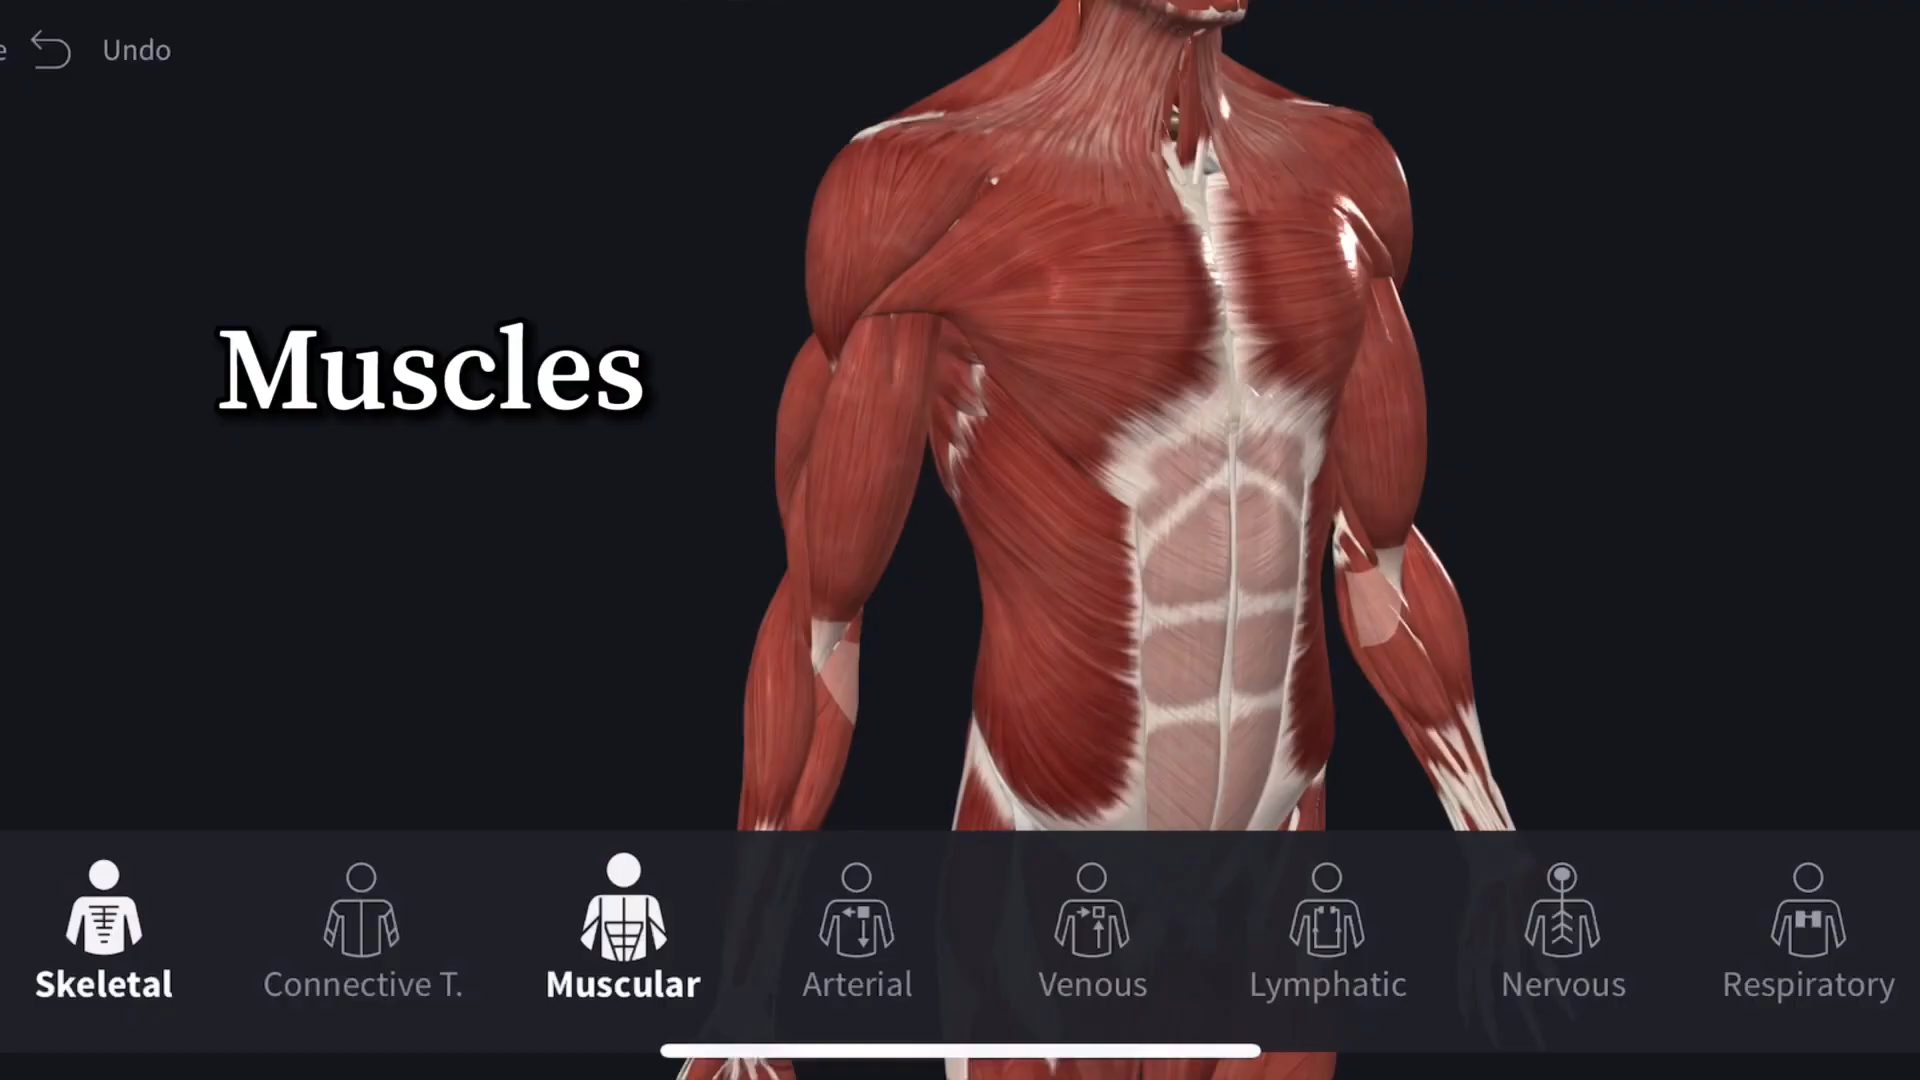 Undo
Muscles
Skeletal
Connective T.
Muscular
Arterial
Venous
Lymphatic
Nervous
Respiratory